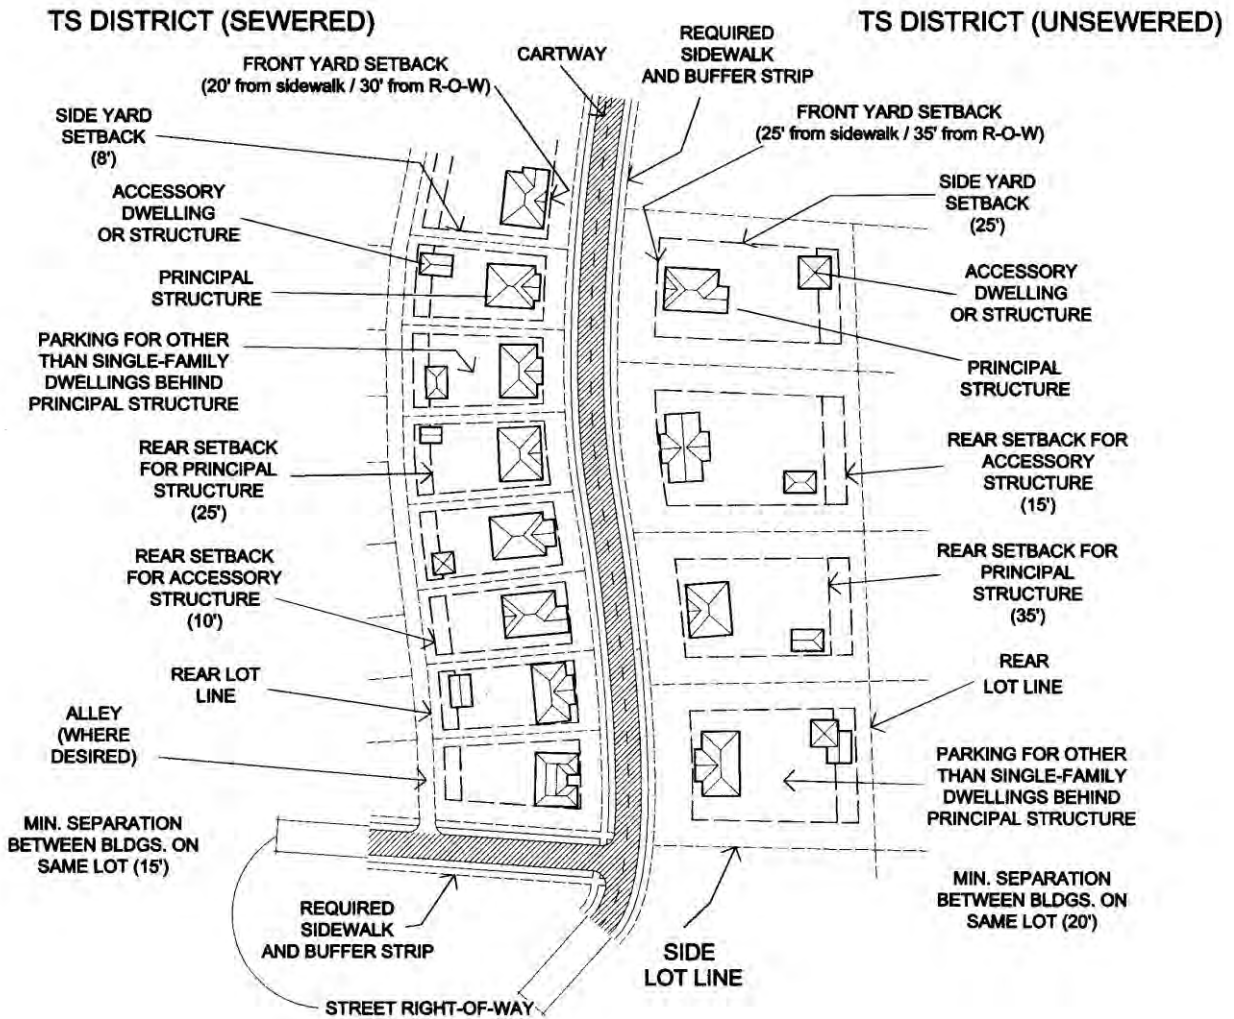 TS DISTRICT (SEWERED)
TS DISTRICT (UNSEWERED)
FRONT YARD SETBACK
(20' from sidewalk / 30' from R-O-W)
CARTWAY
REQUIRED
SIDEWALK
AND BUFFER STRIP
FRONT YARD SETBACK
(25' from sidewalk / 35' from R-O-W)
SIDE YARD
SETBACK
(8')
ACCESSORY
DWELLING
OR STRUCTURE
PRINCIPAL
STRUCTURE
PARKING FOR OTHER
THAN SINGLE-FAMILY
DWELLINGS BEHIND
PRINCIPAL STRUCTURE
REAR SETBACK
FOR PRINCIPAL
STRUCTURE
(25')
REAR SETBACK
FOR ACCESSORY
STRUCTURE
(10')
REAR LOT
LINE
ALLEY
(WHERE
DESIRED)
MIN. SEPARATION
BETWEEN BLDGS. ON
SAME LOT (15')
REQUIRED
SIDEWALK
AND BUFFER STRIP
STREET RIGHT-OF-WAY
SIDE YARD
SETBACK
(25')
ACCESSORY
DWELLING
OR STRUCTURE
PRINCIPAL
STRUCTURE
REAR SETBACK FOR
ACCESSORY
STRUCTURE
(15')
REAR SETBACK FOR
PRINCIPAL
STRUCTURE
(35')
REAR
LOT LINE
PARKING FOR OTHER
THAN SINGLE-FAMILY
DWELLINGS BEHIND
PRINCIPAL STRUCTURE
MIN. SEPARATION
BETWEEN BLDGS. ON
SAME LOT (20')
SIDE
LOT LINE